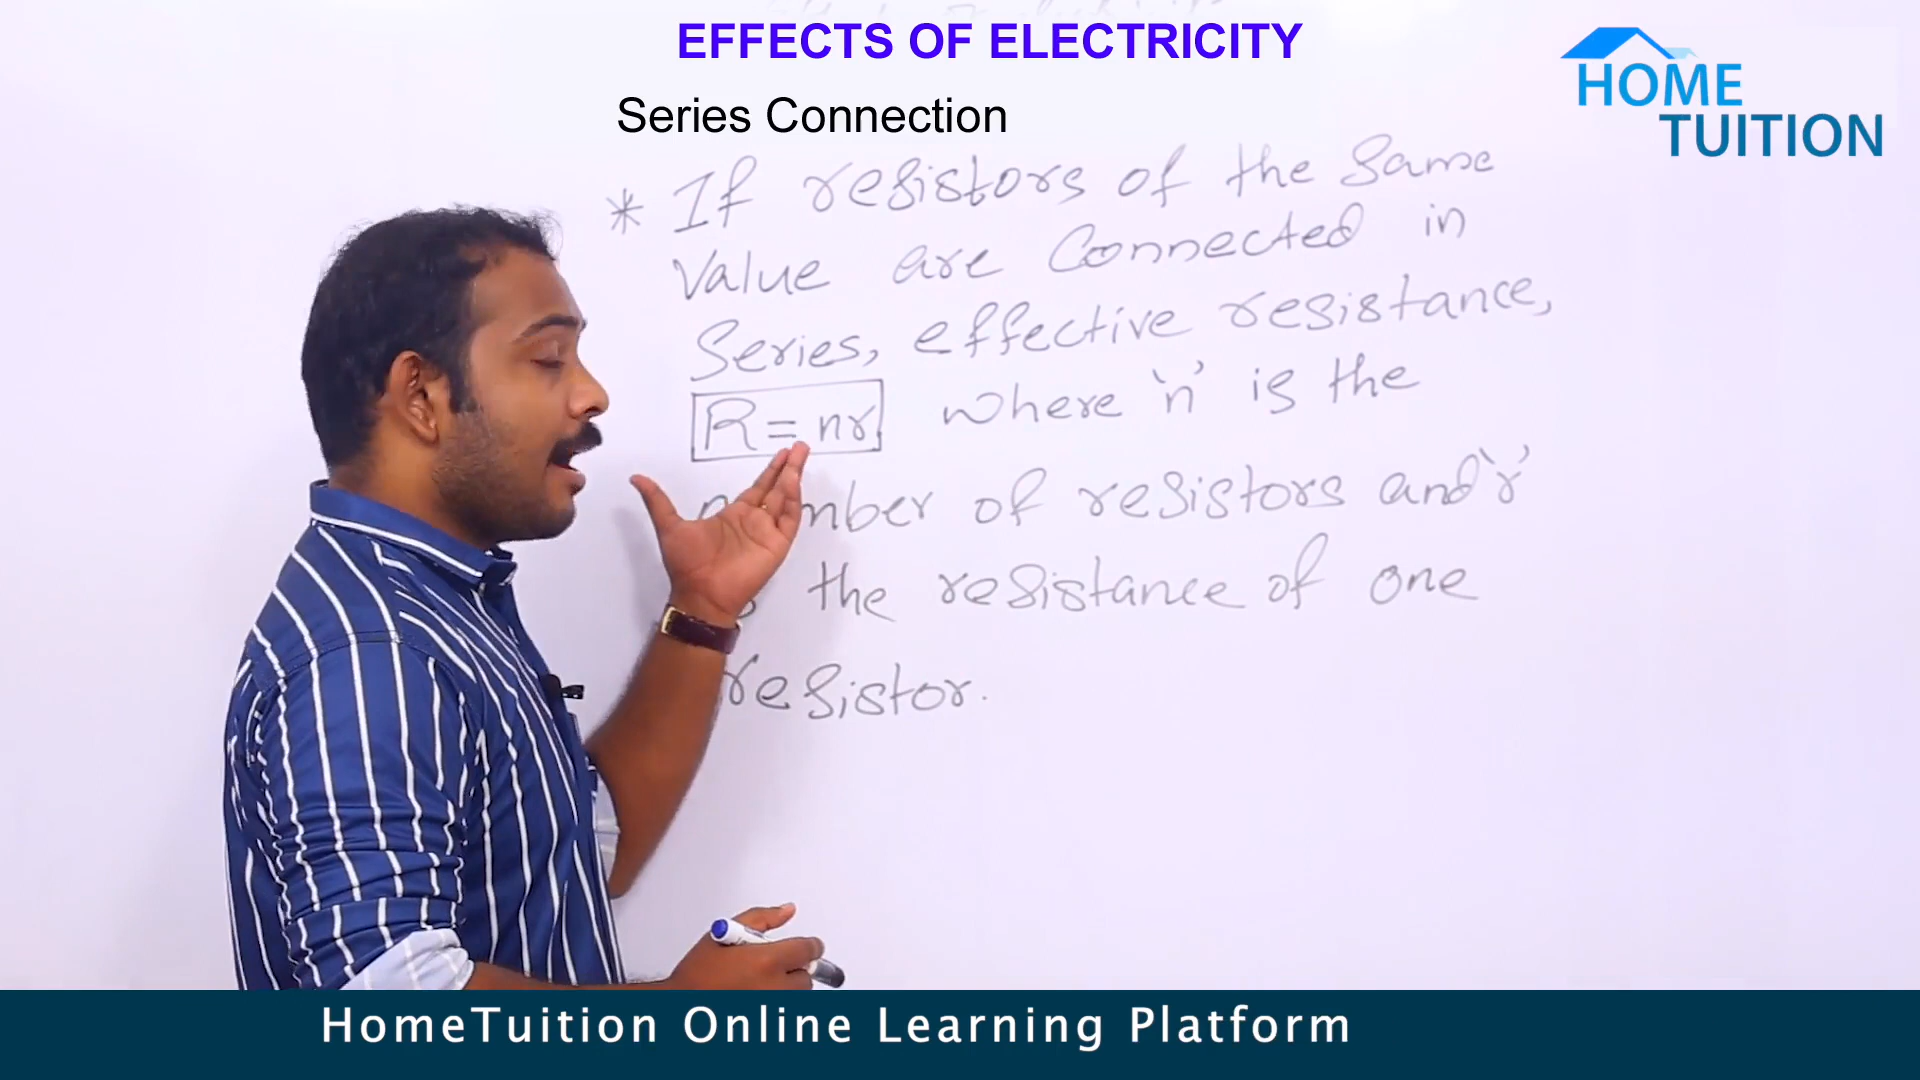 EFFECTS OF ELECTRICITY
HOME
TUITION
Series Connection
* If resistors of the same
value are connected in
Series, effective resistance,
R = nr where 'n' is the
number of resistors and 'r'
the resistance of one
resistor.
HomeTuition Online Learning Platform